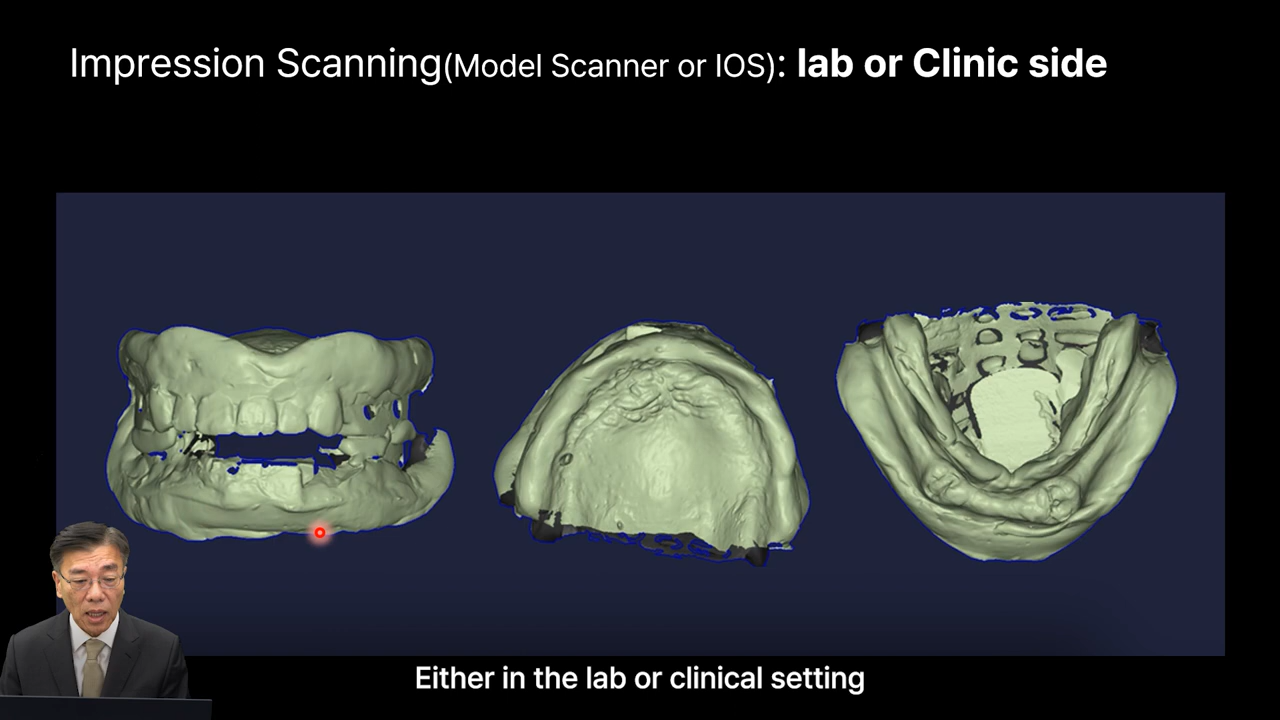 Impression Scanning(Model Scanner or IOS): lab or Clinic side
Either in the lab or clinical setting